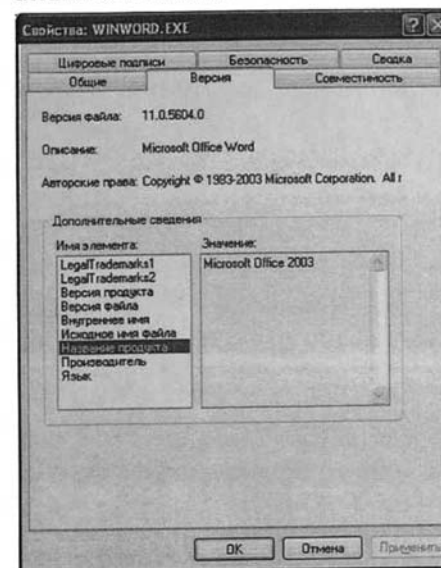 Свойства: WINWORD.EXE
Цифровые подписи Безопасность Сводка
Общие Версия Совместимость
Версия файла: 11.0.5604.0
Описание: Microsoft Office Word
Авторские права: Copyright © 1983-2003 Microsoft Corporation. All r
Дополнительные сведения
Имя элемента: Значение:
LegalTrademarks1 Microsoft Office 2003
LegalTrademarks2
Версия продукта
Версия файла
Внутреннее имя
Исходное имя файла
Название продукта
Производитель
Язык
OK Отмена Применить